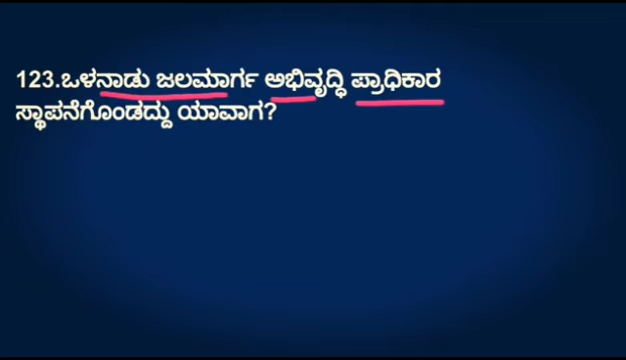 123.ಒಳನಾಡು ಜಲಮಾರ್ಗ ಅಭಿವೃದ್ಧಿ ಪ್ರಾಧಿಕಾರ
ಸ್ಥಾಪನೆಗೊಂಡದ್ದು ಯಾವಾಗ?